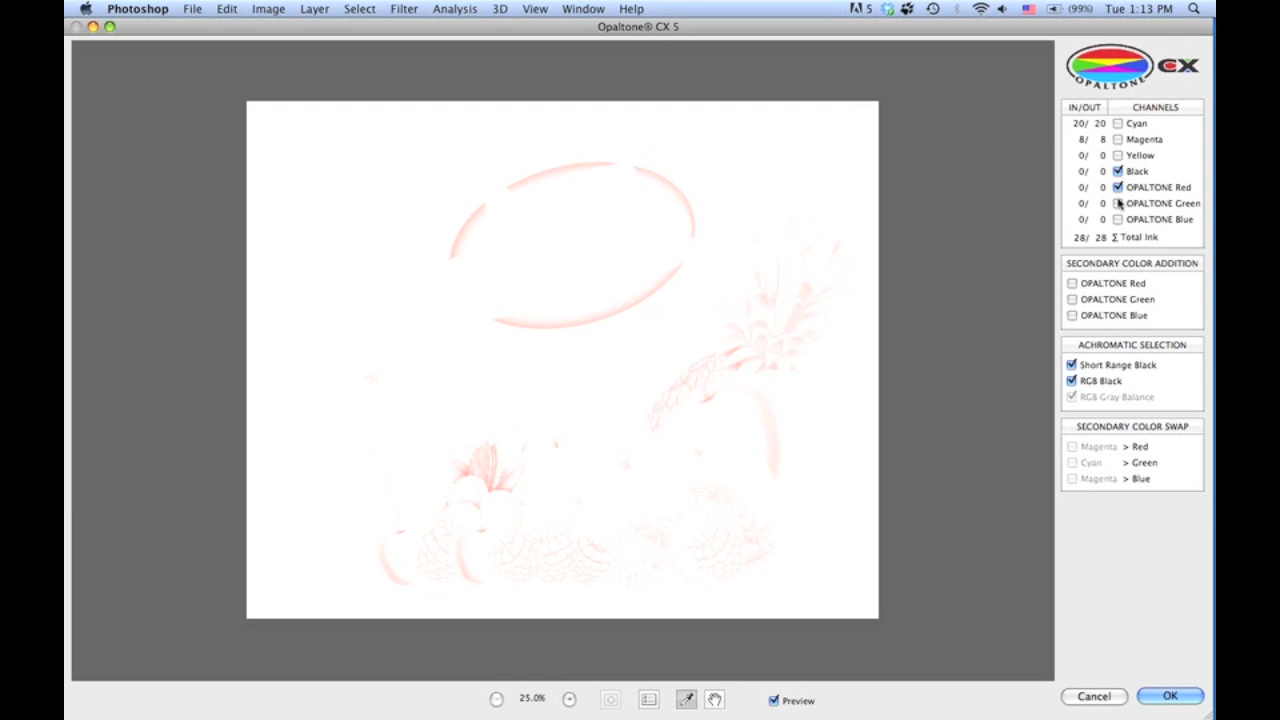 Photoshop File Edit Image Layer Select Filter Analysis 3D View Window Help 5 (99%) Tue 1:13 PM
Opaltone® CX 5
OPALTONE CX
IN/OUT CHANNELS
20/ 20 Cyan
8/ 8 Magenta
0/ 0 Yellow
0/ 0 Black
0/ 0 OPALTONE Red
0/ 0 OPALTONE Green
0/ 0 OPALTONE Blue
28/ 28 Σ Total Ink
SECONDARY COLOR ADDITION
OPALTONE Red
OPALTONE Green
OPALTONE Blue
ACHROMATIC SELECTION
Short Range Black
RGB Black
RGB Gray Balance
SECONDARY COLOR SWAP
Magenta > Red
Cyan > Green
Magenta > Blue
25.0% Preview Cancel OK